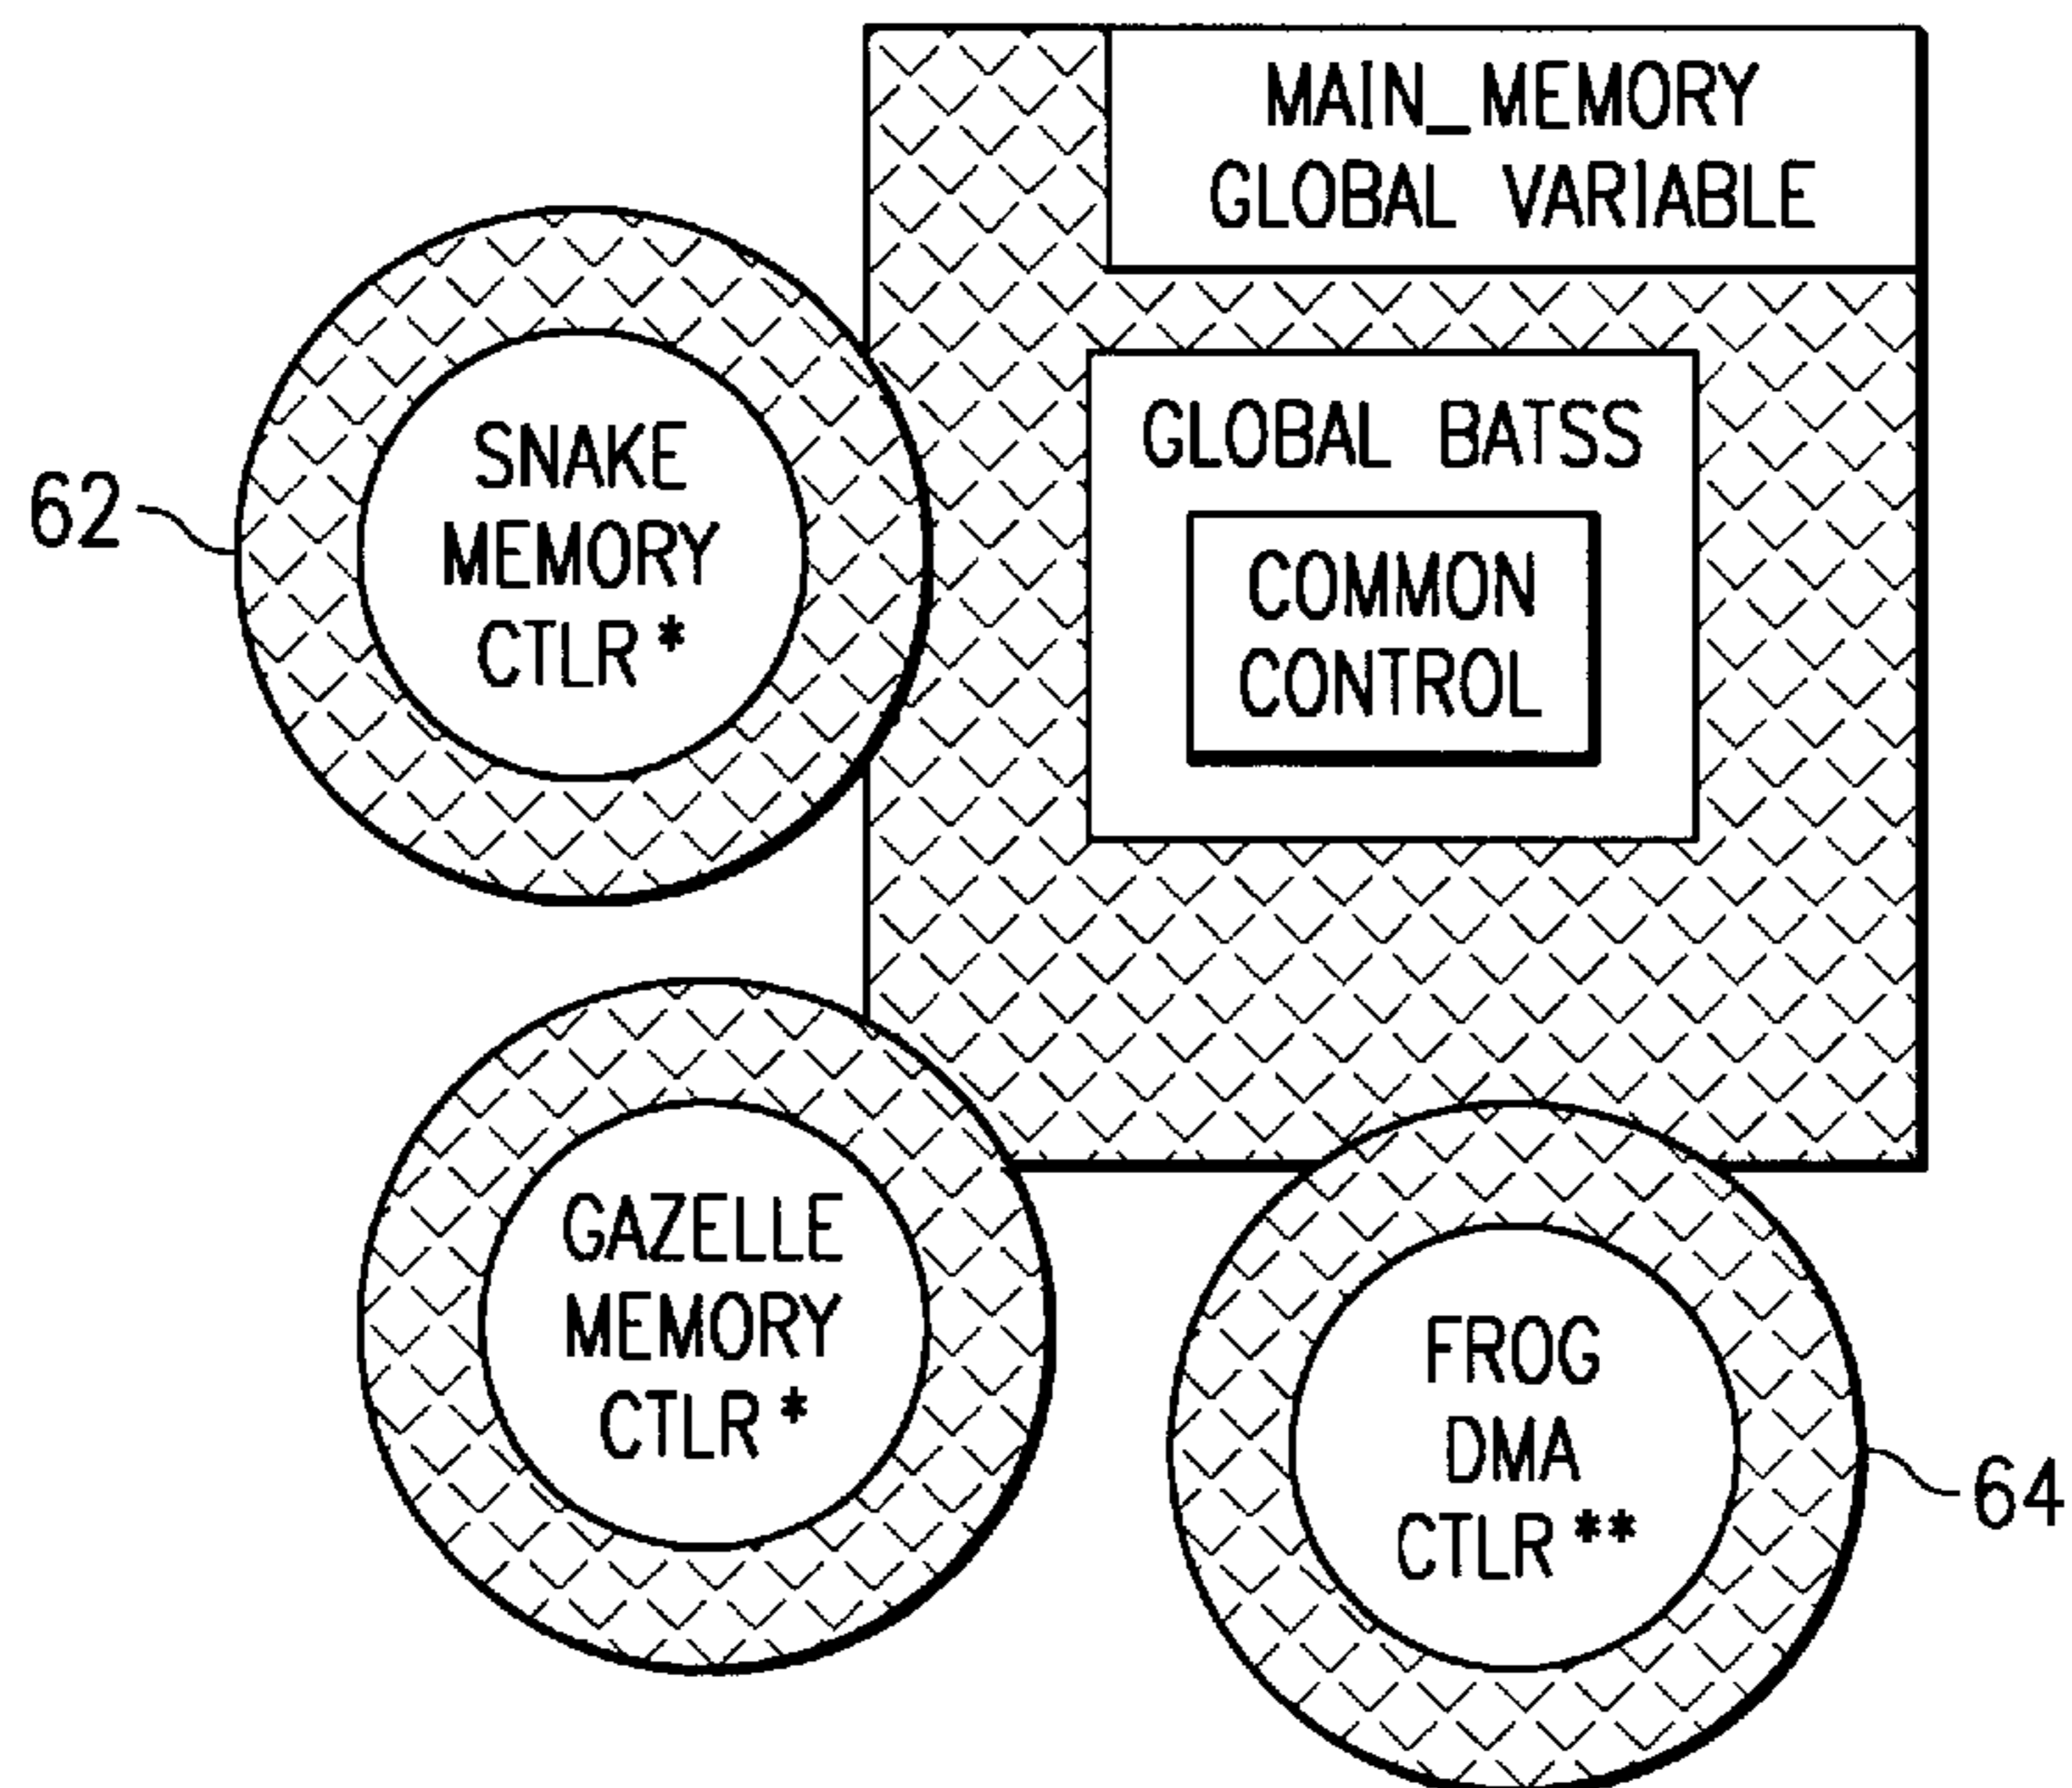 MAIN_MEMORY
GLOBAL VARIABLE
GLOBAL BATSS
COMMON
CONTROL
62
SNAKE
MEMORY
CTLR *
GAZELLE
MEMORY
CTLR *
FROG
DMA
CTLR **
64